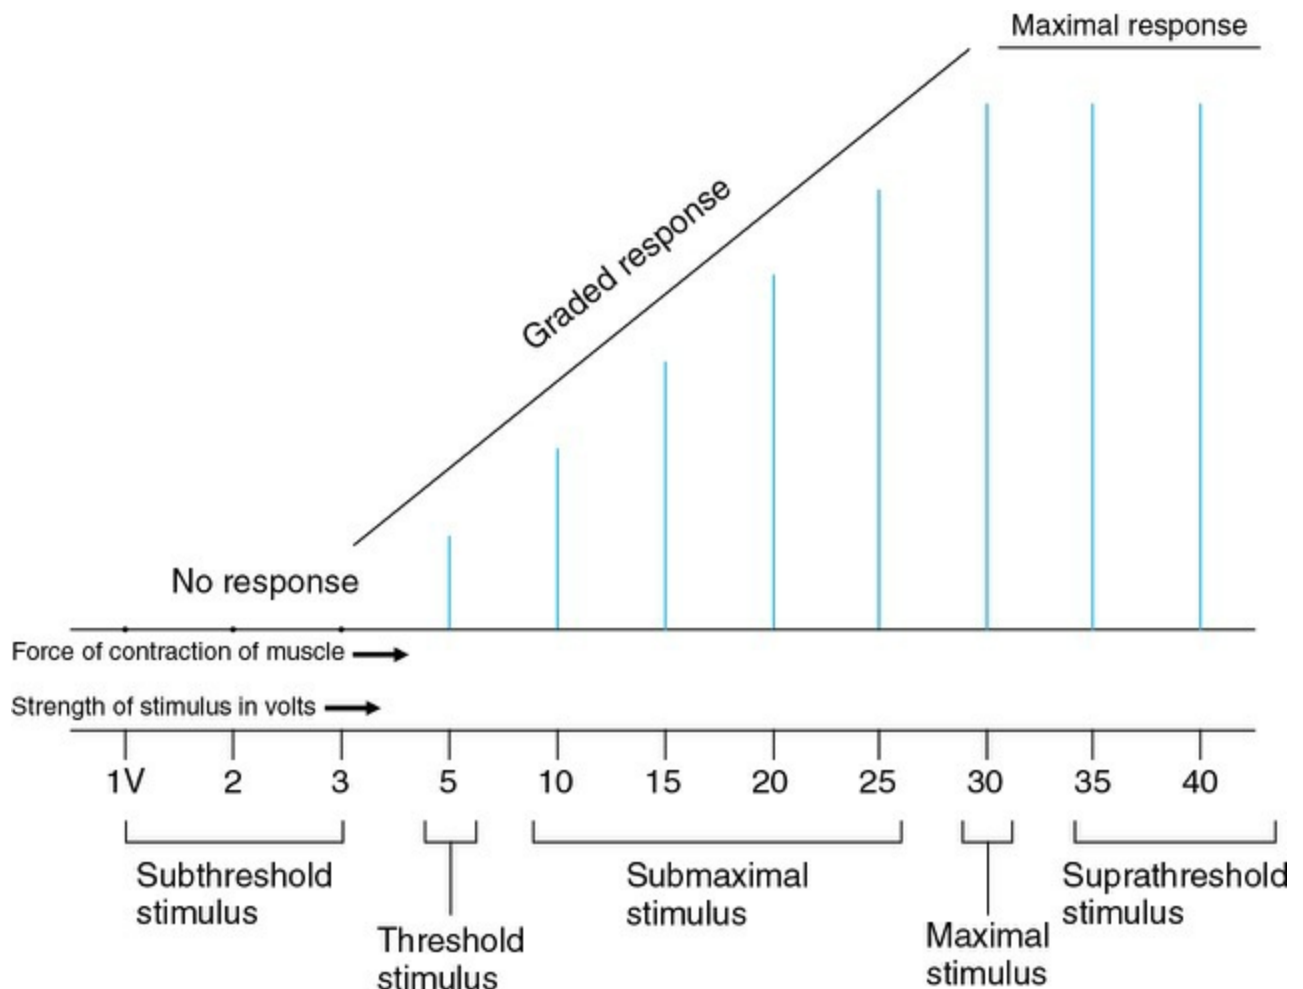 Maximal response
Graded response
No response
Force of contraction of muscle
Strength of stimulus in volts
1V 2 3 5 10 15 20 25 30 35 40
Subthreshold
stimulus
Threshold
stimulus
Submaximal
stimulus
Maximal
stimulus
Suprathreshold
stimulus